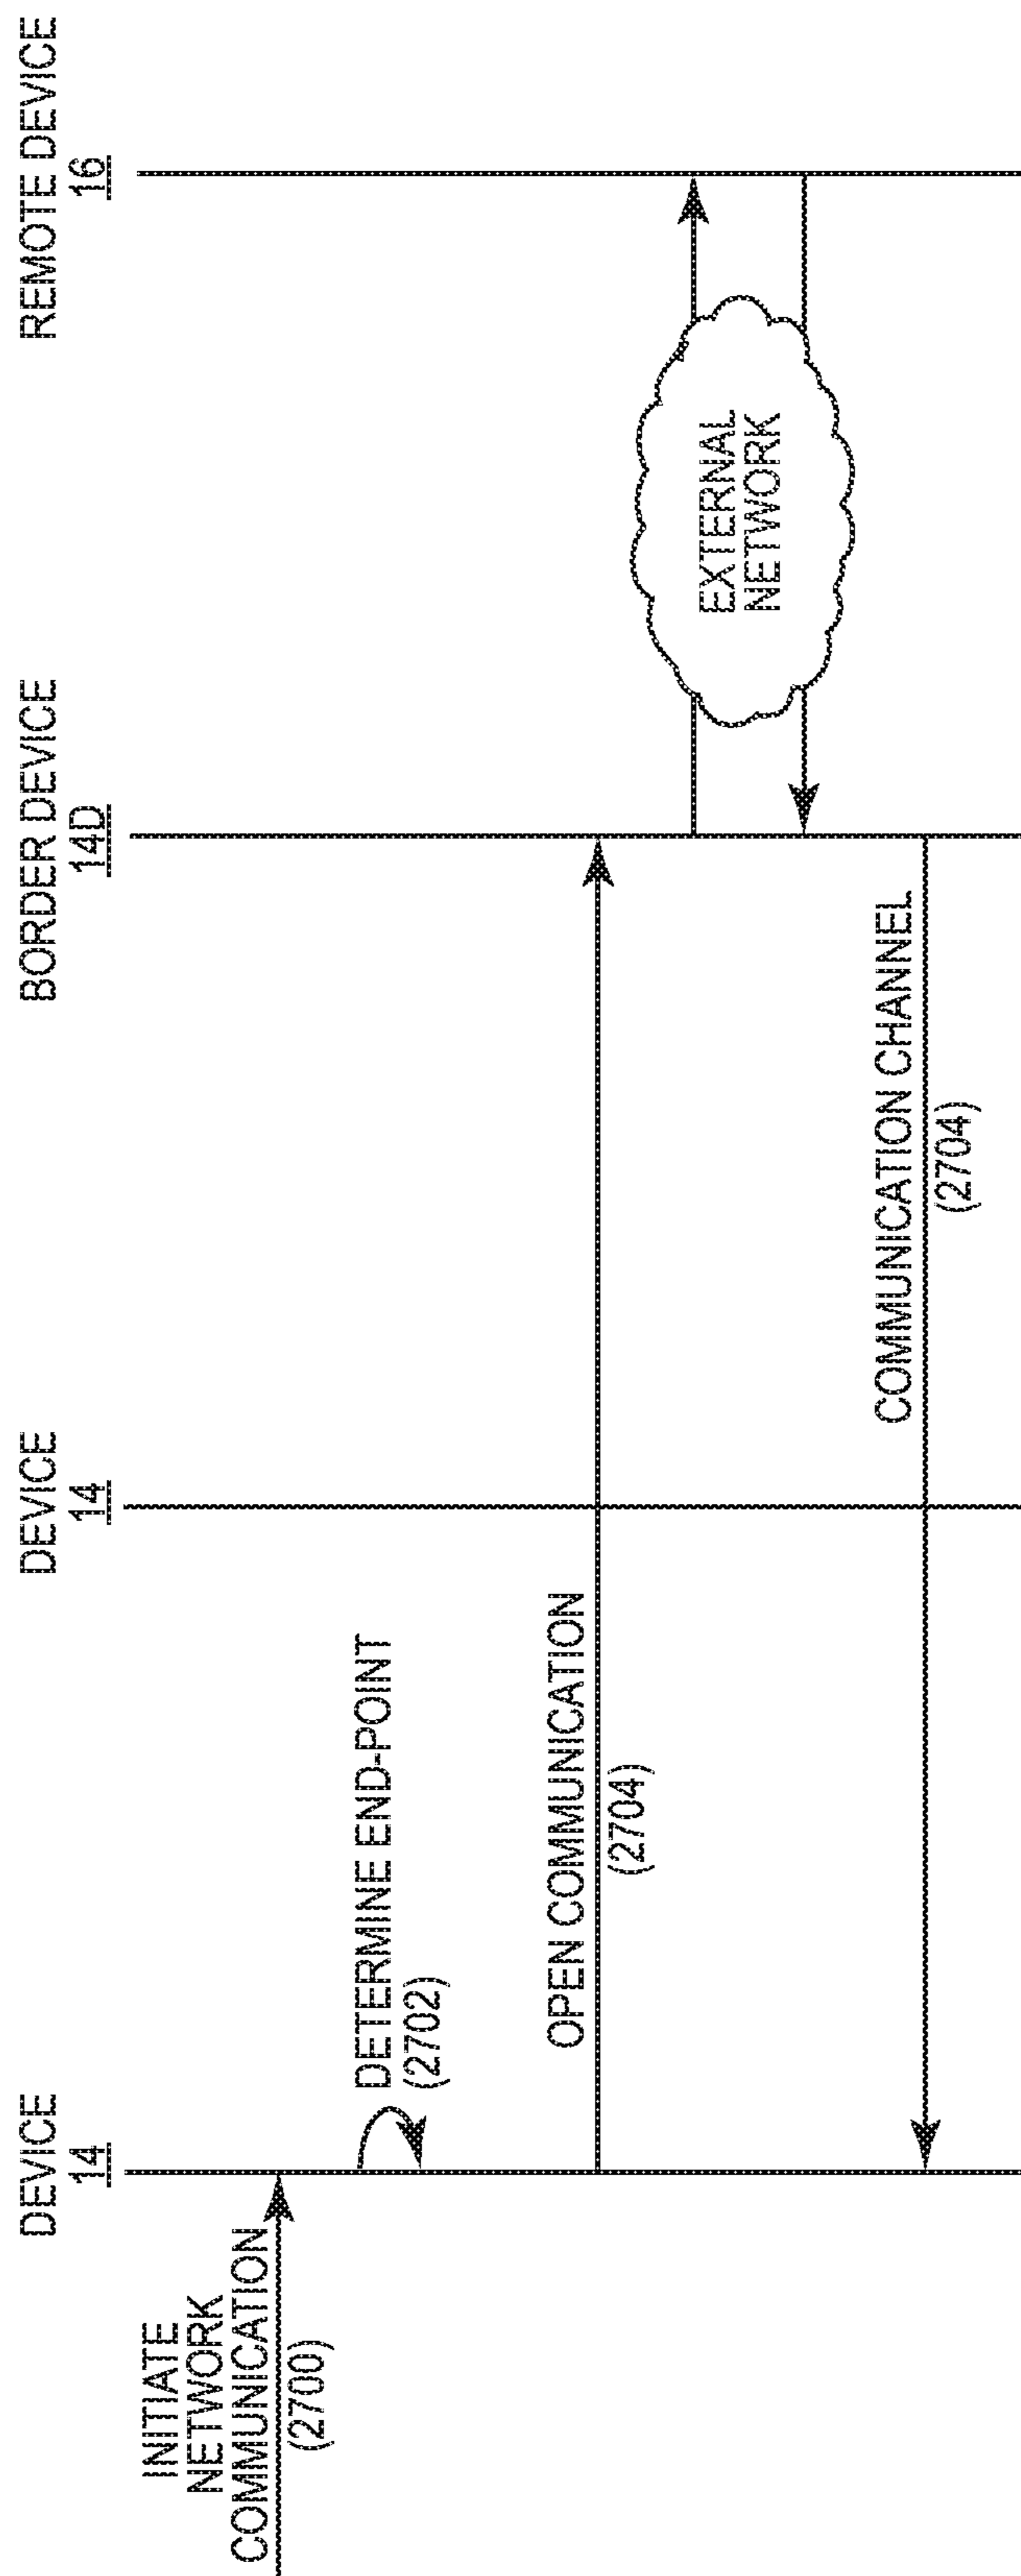 DEVICE
14
DEVICE
14
BORDER DEVICE
14D
REMOTE DEVICE
16
INITIATE
NETWORK
COMMUNICATION
(2700)
DETERMINE END-POINT
(2702)
OPEN COMMUNICATION
(2704)
EXTERNAL
NETWORK
COMMUNICATION CHANNEL
(2704)